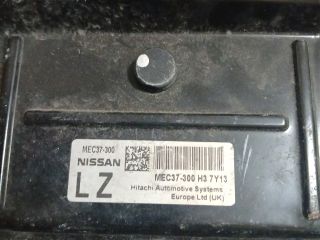 MEC37-300
NISSAN
LZ
MEC37-300 H3 7Y13
Hitachi Automotive Systems
Europe Ltd (UK)